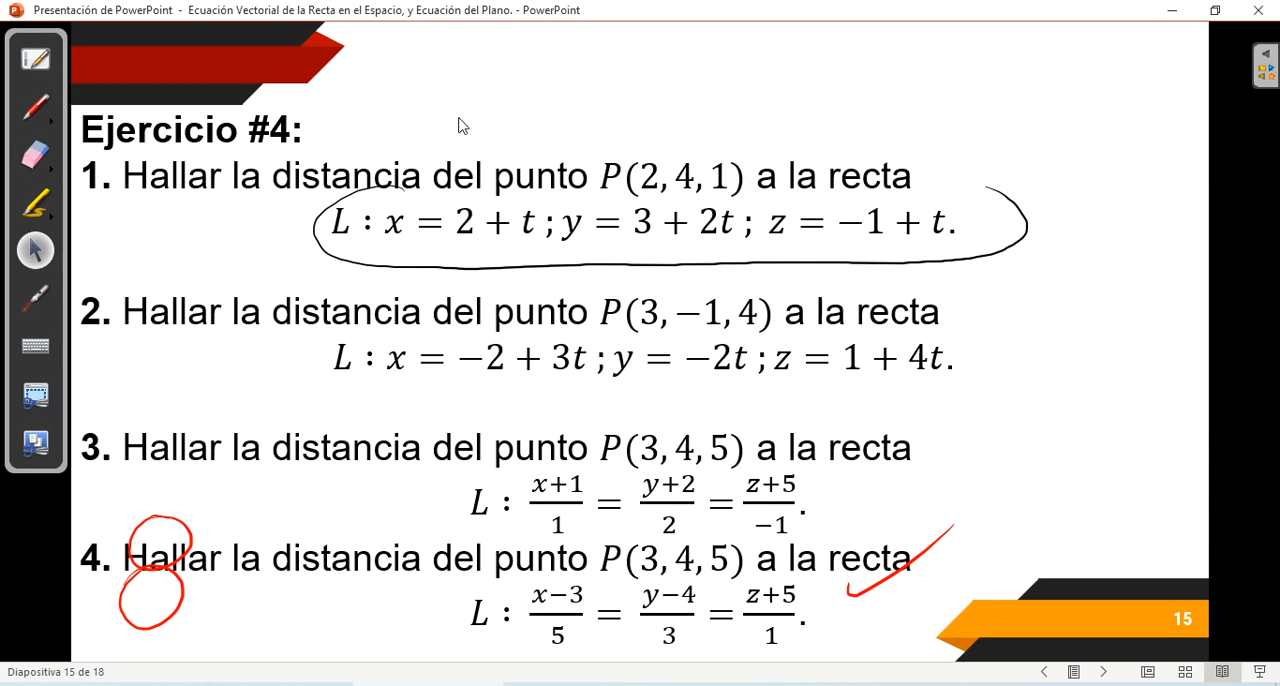 Presentación de PowerPoint - Ecuación Vectorial de la Recta en el Espacio, y Ecuación del Plano. - PowerPoint
Ejercicio #4:
1. Hallar la distancia del punto P(2, 4, 1) a la recta
L : x = 2 + t ; y = 3 + 2t ; z = −1 + t.
2. Hallar la distancia del punto P(3, −1, 4) a la recta
L : x = −2 + 3t ; y = −2t ; z = 1 + 4t.
3. Hallar la distancia del punto P(3, 4, 5) a la recta
L : (x+1)/1 = (y+2)/2 = (z+5)/−1.
4. Hallar la distancia del punto P(3, 4, 5) a la recta
L : (x−3)/5 = (y−4)/3 = (z+5)/1.
15
Diapositiva 15 de 18